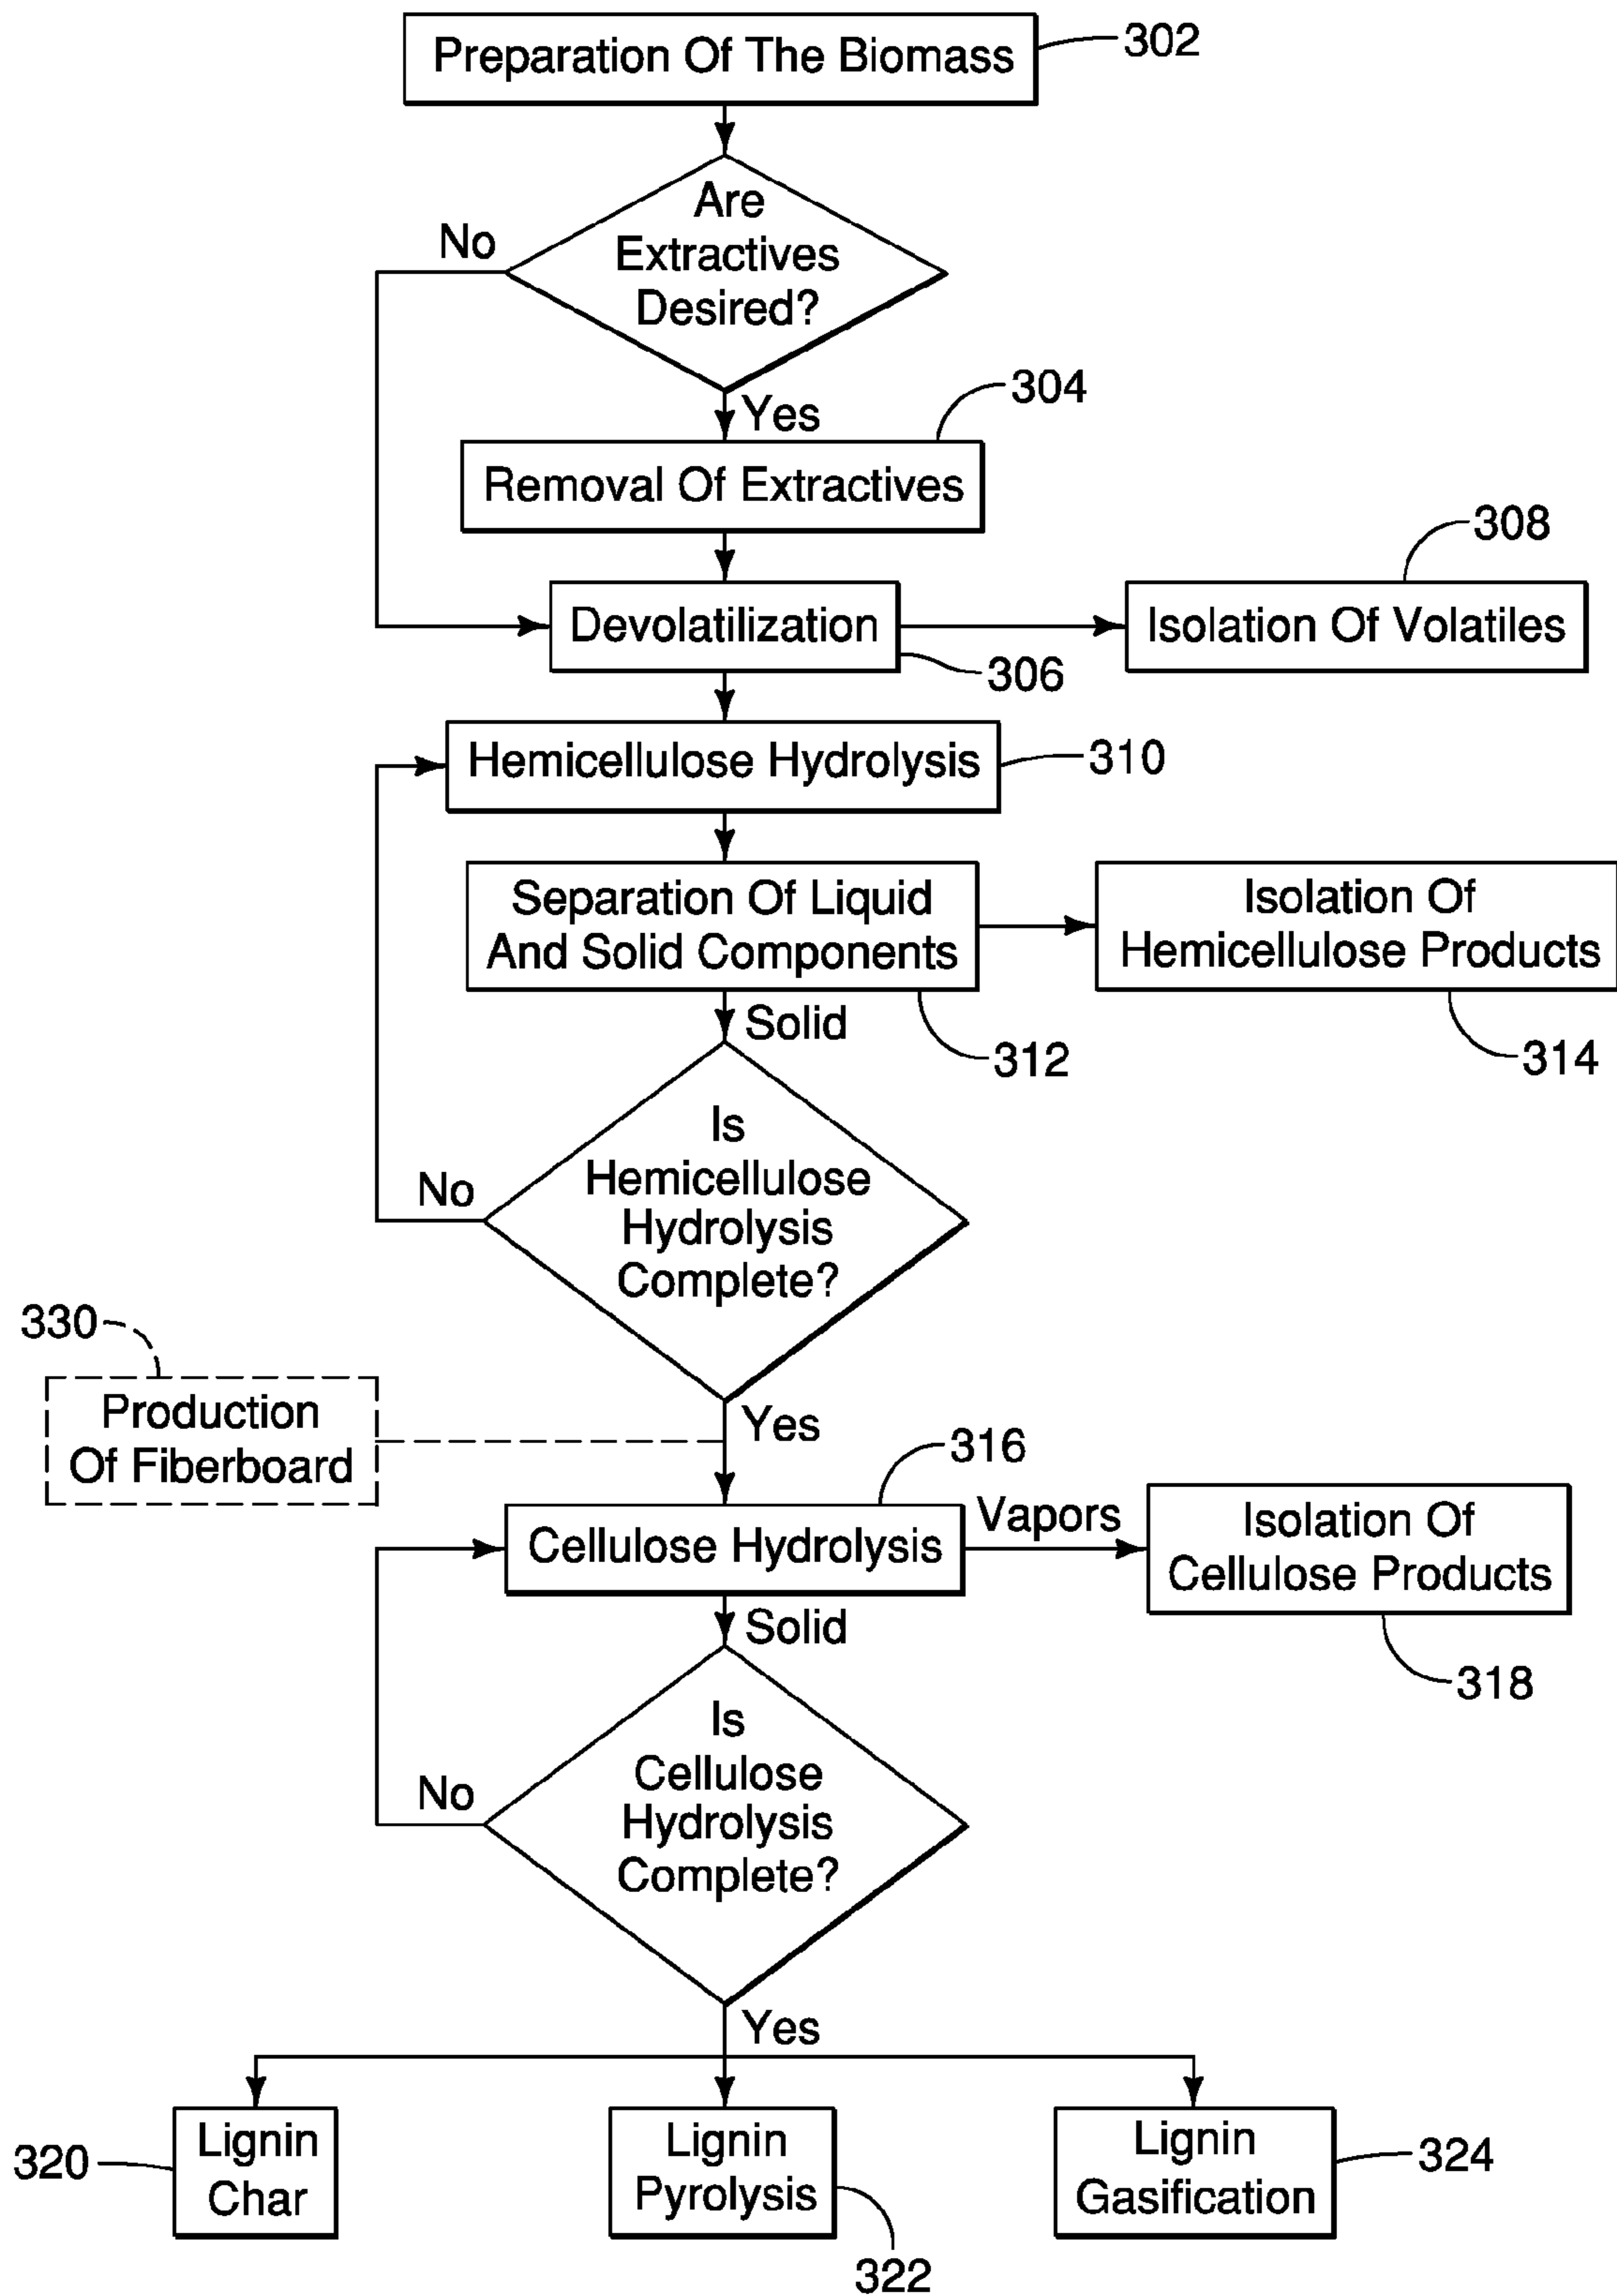 Preparation Of The Biomass
302
Are
Extractives
Desired?
No
Yes
304
Removal Of Extractives
308
Devolatilization
Isolation Of Volatiles
306
Hemicellulose Hydrolysis
310
Separation Of Liquid
And Solid Components
Isolation Of
Hemicellulose Products
Solid
312
314
Is
Hemicellulose
Hydrolysis
Complete?
No
330
Production
Of Fiberboard
Yes
316
Cellulose Hydrolysis
Vapors
Isolation Of
Cellulose Products
Solid
318
Is
Cellulose
Hydrolysis
Complete?
No
Yes
320
Lignin
Char
Lignin
Pyrolysis
322
Lignin
Gasification
324